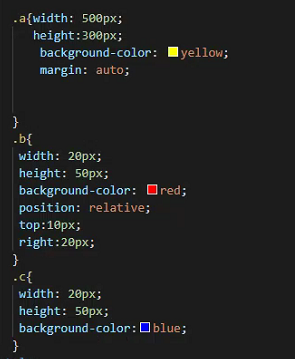 .a{width: 500px;
height:300px;
background-color: yellow;
margin: auto;
}
.b{
width: 20px;
height: 50px;
background-color: red;
position: relative;
top:10px;
right:20px;
}
.c{
width: 20px;
height: 50px;
background-color:blue;
}